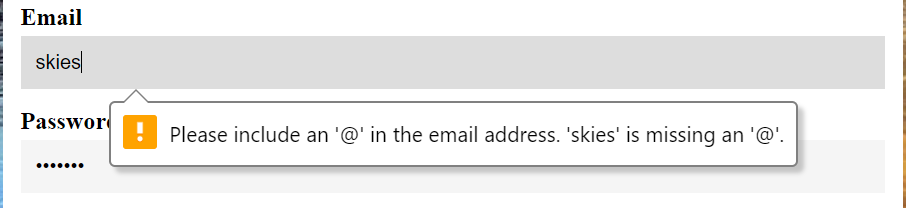 Email
skies
Password
Please include an '@' in the email address. 'skies' is missing an '@'.
•••••••